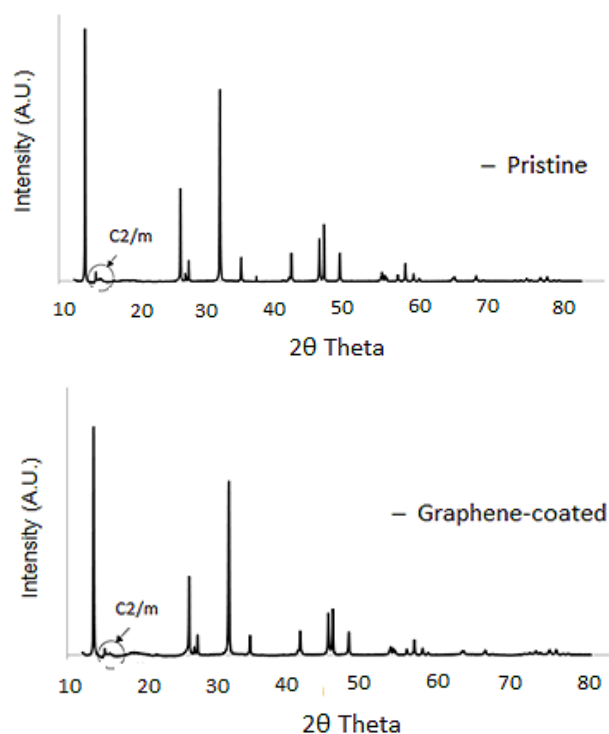 Intensity (A.U.)
– Pristine
C2/m
10 20 30 40 50 60 70 80
2θ Theta
Intensity (A.U.)
– Graphene-coated
C2/m
10 20 30 40 50 60 70 80
2θ Theta